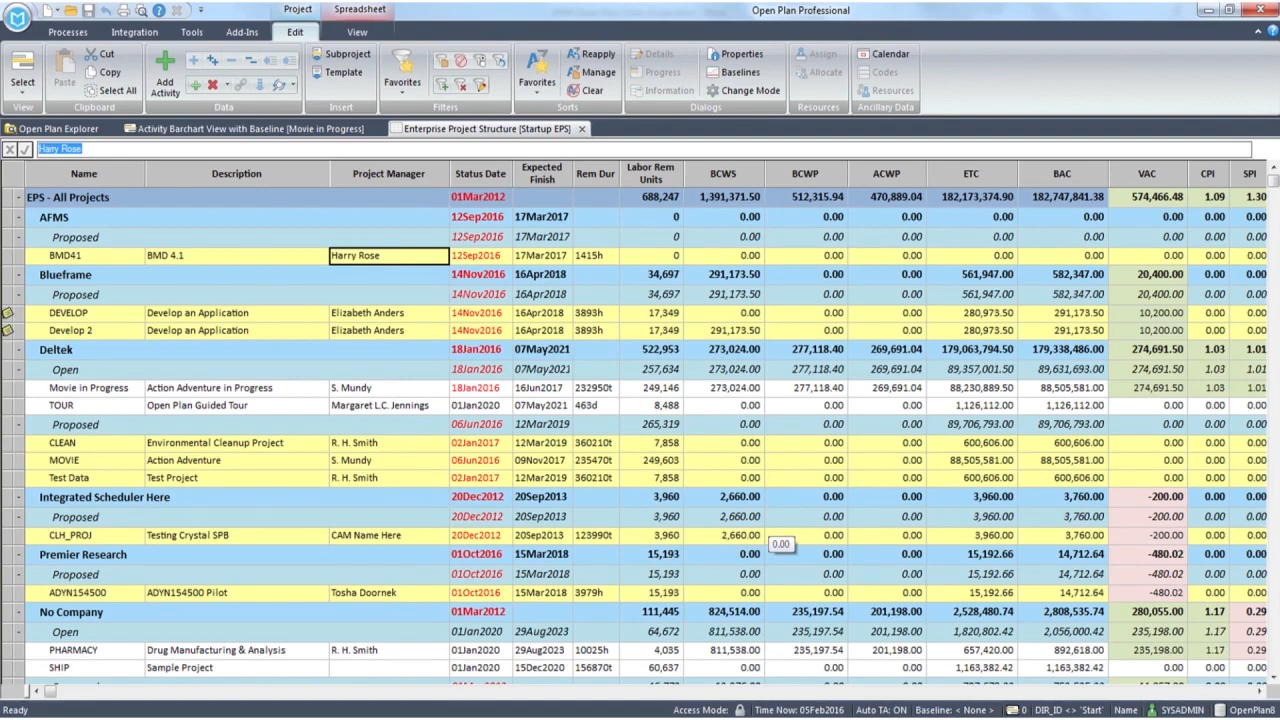 Project Spreadsheet Open Plan Professional
Processes Integration Tools Add-Ins Edit View
Select Paste Cut Copy Select All Add Activity Subproject Template Favorites Favorites Reapply Manage Clear Details Progress Information Properties Baselines Change Mode Assign Allocate Calendar Codes Resources
View Clipboard Data Insert Filters Sorts Dialogs Resources Ancillary Data
Open Plan Explorer Activity Barchart View with Baseline [Movie in Progress] Enterprise Project Structure [Startup EPS]
Harry Rose
Name Description Project Manager Status Date Expected Finish Rem Dur Labor Rem Units BCWS BCWP ACWP ETC BAC VAC CPI SPI
- EPS - All Projects 01Mar2012 688,247 1,391,371.50 512,315.94 470,889.04 182,173,374.90 182,747,841.38 574,466.48 1.09 1.30
- AFMS 12Sep2016 17Mar2017 0 0.00 0.00 0.00 0.00 0.00 0.00 0.00 0.00
- Proposed 12Sep2016 17Mar2017 0 0.00 0.00 0.00 0.00 0.00 0.00 0.00 0.00
BMD41 BMD 4.1 Harry Rose 12Sep2016 17Mar2017 1415h 0 0.00 0.00 0.00 0.00 0.00 0.00 0.00 0.00
- Blueframe 14Nov2016 16Apr2018 34,697 291,173.50 0.00 0.00 561,947.00 582,347.00 20,400.00 0.00 0.00
- Proposed 14Nov2016 16Apr2018 34,697 291,173.50 0.00 0.00 561,947.00 582,347.00 20,400.00 0.00 0.00
DEVELOP Develop an Application Elizabeth Anders 14Nov2016 16Apr2018 3893h 17,349 0.00 0.00 0.00 280,973.50 291,173.50 10,200.00 0.00 0.00
Develop 2 Develop an Application Elizabeth Anders 14Nov2016 16Apr2018 3893h 17,349 291,173.50 0.00 0.00 280,973.50 291,173.50 10,200.00 0.00 0.00
- Deltek 18Jan2016 07May2021 522,953 273,024.00 277,118.40 269,691.04 179,063,794.50 179,338,486.00 274,691.50 1.03 1.01
- Open 18Jan2016 07May2021 257,634 273,024.00 277,118.40 269,691.04 89,357,001.50 89,631,693.00 274,691.50 1.03 1.01
Movie in Progress Action Adventure in Progress S. Mundy 18Jan2016 16Jun2017 232950t 249,146 273,024.00 277,118.40 269,691.04 88,230,889.50 88,505,581.00 274,691.50 1.03 1.01
TOUR Open Plan Guided Tour Margaret L.C. Jennings 01Jan2020 07May2021 463d 8,488 0.00 0.00 0.00 1,126,112.00 1,126,112.00 0.00 0.00 0.00
- Proposed 06Jun2016 12Mar2019 265,319 0.00 0.00 0.00 89,706,793.00 89,706,793.00 0.00 0.00 0.00
CLEAN Environmental Cleanup Project R. H. Smith 02Jan2017 12Mar2019 360210t 7,858 0.00 0.00 0.00 600,606.00 600,606.00 0.00 0.00 0.00
MOVIE Action Adventure S. Mundy 06Jun2016 09Nov2017 235470t 249,603 0.00 0.00 0.00 88,505,581.00 88,505,581.00 0.00 0.00 0.00
Test Data Test Project R. H. Smith 02Jan2017 12Mar2019 360210t 7,858 0.00 0.00 0.00 600,606.00 600,606.00 0.00 0.00 0.00
- Integrated Scheduler Here 20Dec2012 20Sep2013 3,960 2,660.00 0.00 0.00 3,960.00 3,760.00 -200.00 0.00 0.00
- Proposed 20Dec2012 20Sep2013 3,960 2,660.00 0.00 0.00 3,960.00 3,760.00 -200.00 0.00 0.00
CLH_PROJ Testing Crystal SPB CAM Name Here 20Dec2012 20Sep2013 123990t 3,960 2,660.00 0.00 0.00 3,960.00 3,760.00 -200.00 0.00 0.00
0.00
- Premier Research 01Oct2016 15Mar2018 15,193 0.00 0.00 0.00 15,192.66 14,712.64 -480.02 0.00 0.00
- Proposed 01Oct2016 15Mar2018 15,193 0.00 0.00 0.00 15,192.66 14,712.64 -480.02 0.00 0.00
ADYN154500 ADYN154500 Pilot Tosha Doornek 01Oct2016 15Mar2018 3979h 15,193 0.00 0.00 0.00 15,192.66 14,712.64 -480.02 0.00 0.00
- No Company 01Mar2012 111,445 824,514.00 235,197.54 201,198.00 2,528,480.74 2,808,535.74 280,055.00 1.17 0.29
- Open 01Jan2020 29Aug2023 64,672 811,538.00 235,197.54 201,198.00 1,820,802.42 2,056,000.42 235,198.00 1.17 0.29
PHARMACY Drug Manufacturing & Analysis R. H. Smith 01Jan2020 29Aug2023 10025h 4,035 811,538.00 235,197.54 201,198.00 657,420.00 892,618.00 235,198.00 1.17 0.29
SHIP Sample Project 01Jan2020 15Dec2020 156870t 60,637 0.00 0.00 0.00 1,163,382.42 1,163,382.42 0.00 0.00 0.00
Ready Access Mode: Time Now: 05Feb2016 Auto TA: ON Baseline: < None > 0 DIR_ID <> 'Start' Name SYSADMIN OpenPlan8